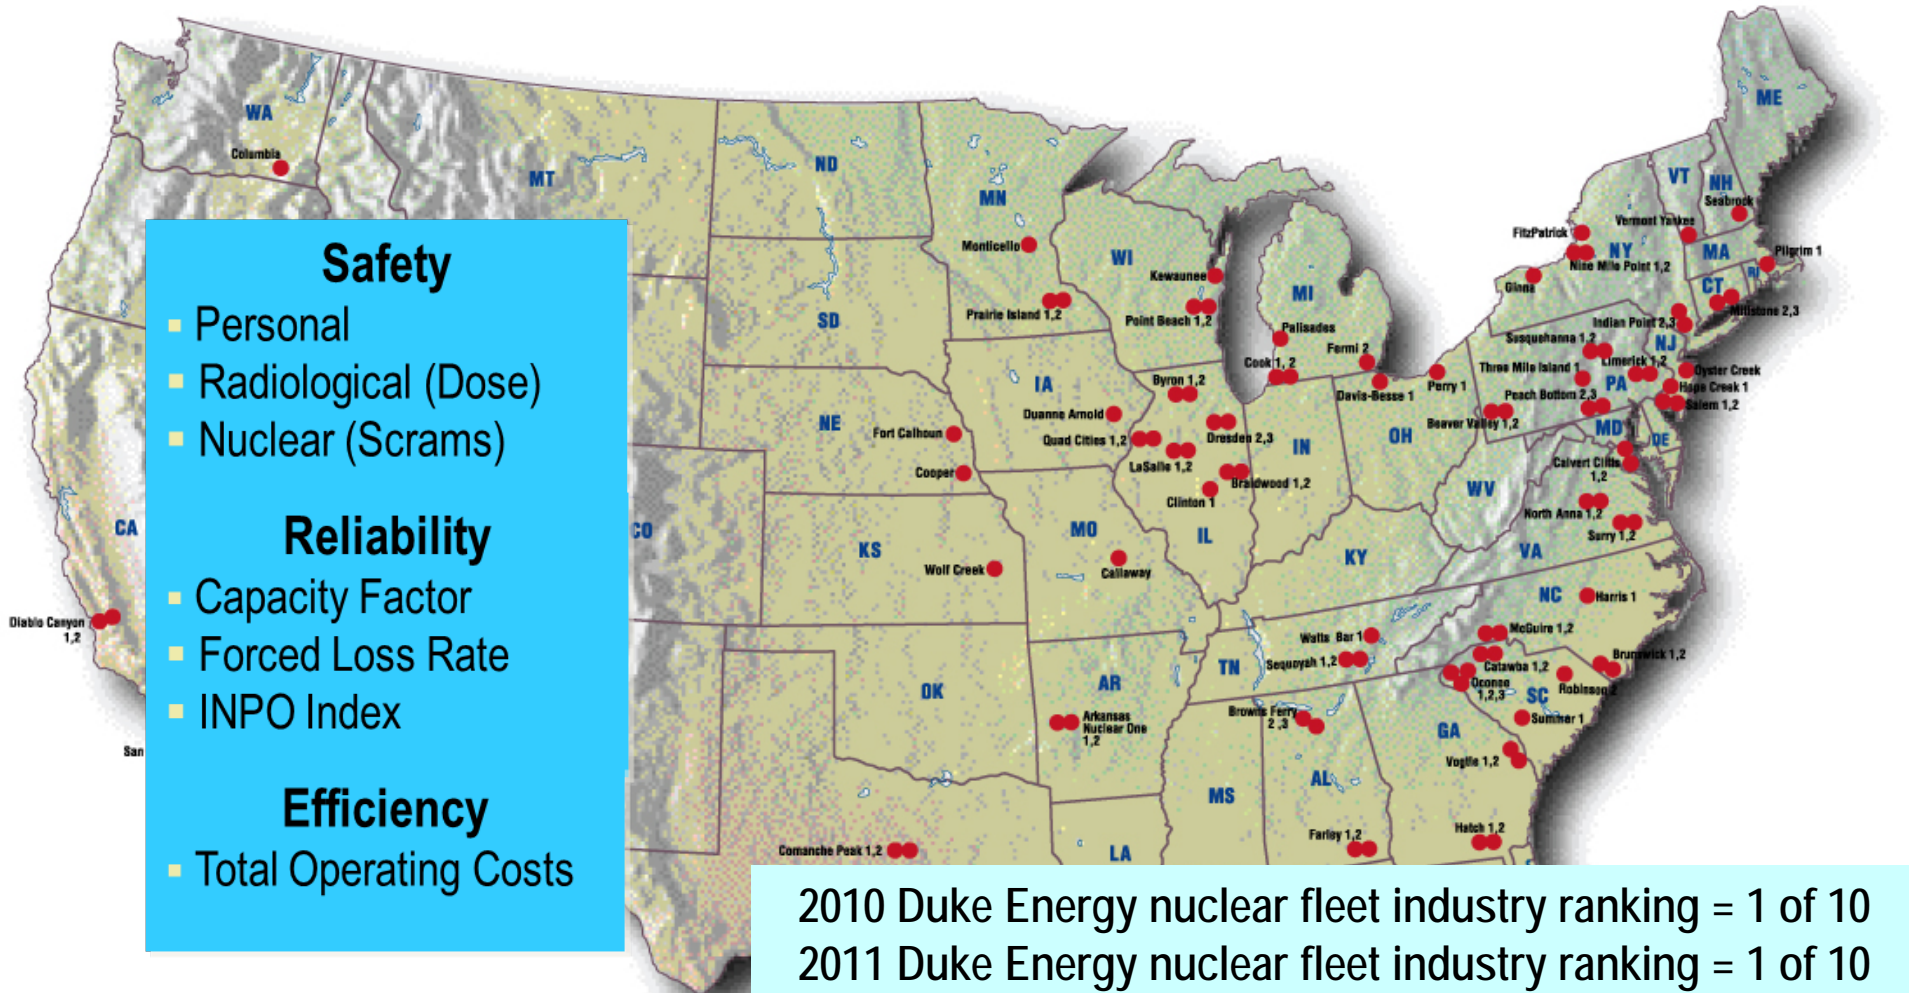 Safety
Personal
Radiological (Dose)
Nuclear (Scrams)
Reliability
Capacity Factor
Forced Loss Rate
INPO Index
Efficiency
Total Operating Costs
2010 Duke Energy nuclear fleet industry ranking = 1 of 10
2011 Duke Energy nuclear fleet industry ranking = 1 of 10
WA
Columbia
MT
ND
MN
Monticello
Prairie Island 1,2
SD
WI
Kewaunee
Point Beach 1,2
MI
Palisades
Cook 1, 2
Fermi 2
Davis-Besse 1
Perry 1
ME
VT
NH
Seabrook
Vermont Yankee
FitzPatrick
NY
Nine Mile Point 1,2
Ginna
MA
Pilgrim 1
RI
CT
Millstone 2,3
Indian Point 2,3
Susquehanna 1,2
NJ
Limerick 1,2
Three Mile Island 1
Oyster Creek
PA
Hope Creek 1
Peach Bottom 2,3
Salem 1,2
Beaver Valley 1,2
MD
DE
Calvert Cliffs
1,2
IA
Duanne Arnold
Byron 1,2
Quad Cities 1,2
Dresden 2,3
LaSalle 1,2
Braidwood 1,2
Clinton 1
IL
IN
OH
WV
North Anna 1,2
Surry 1,2
VA
NE
Fort Calhoun
Cooper
CA
CO
KS
Wolf Creek
MO
Callaway
KY
NC
Harris 1
McGuire 1,2
Watts Bar 1
Sequoyah 1,2
TN
Catawba 1,2
Oconee
1,2,3
Brunswick 1,2
Robinson 2
SC
Summer 1
Diablo Canyon
1,2
San
OK
AR
Arkansas
Nuclear One
1,2
Browns Ferry
2 ,3
GA
Vogtle 1,2
MS
AL
Farley 1,2
Hatch 1,2
Comanche Peak 1,2
LA